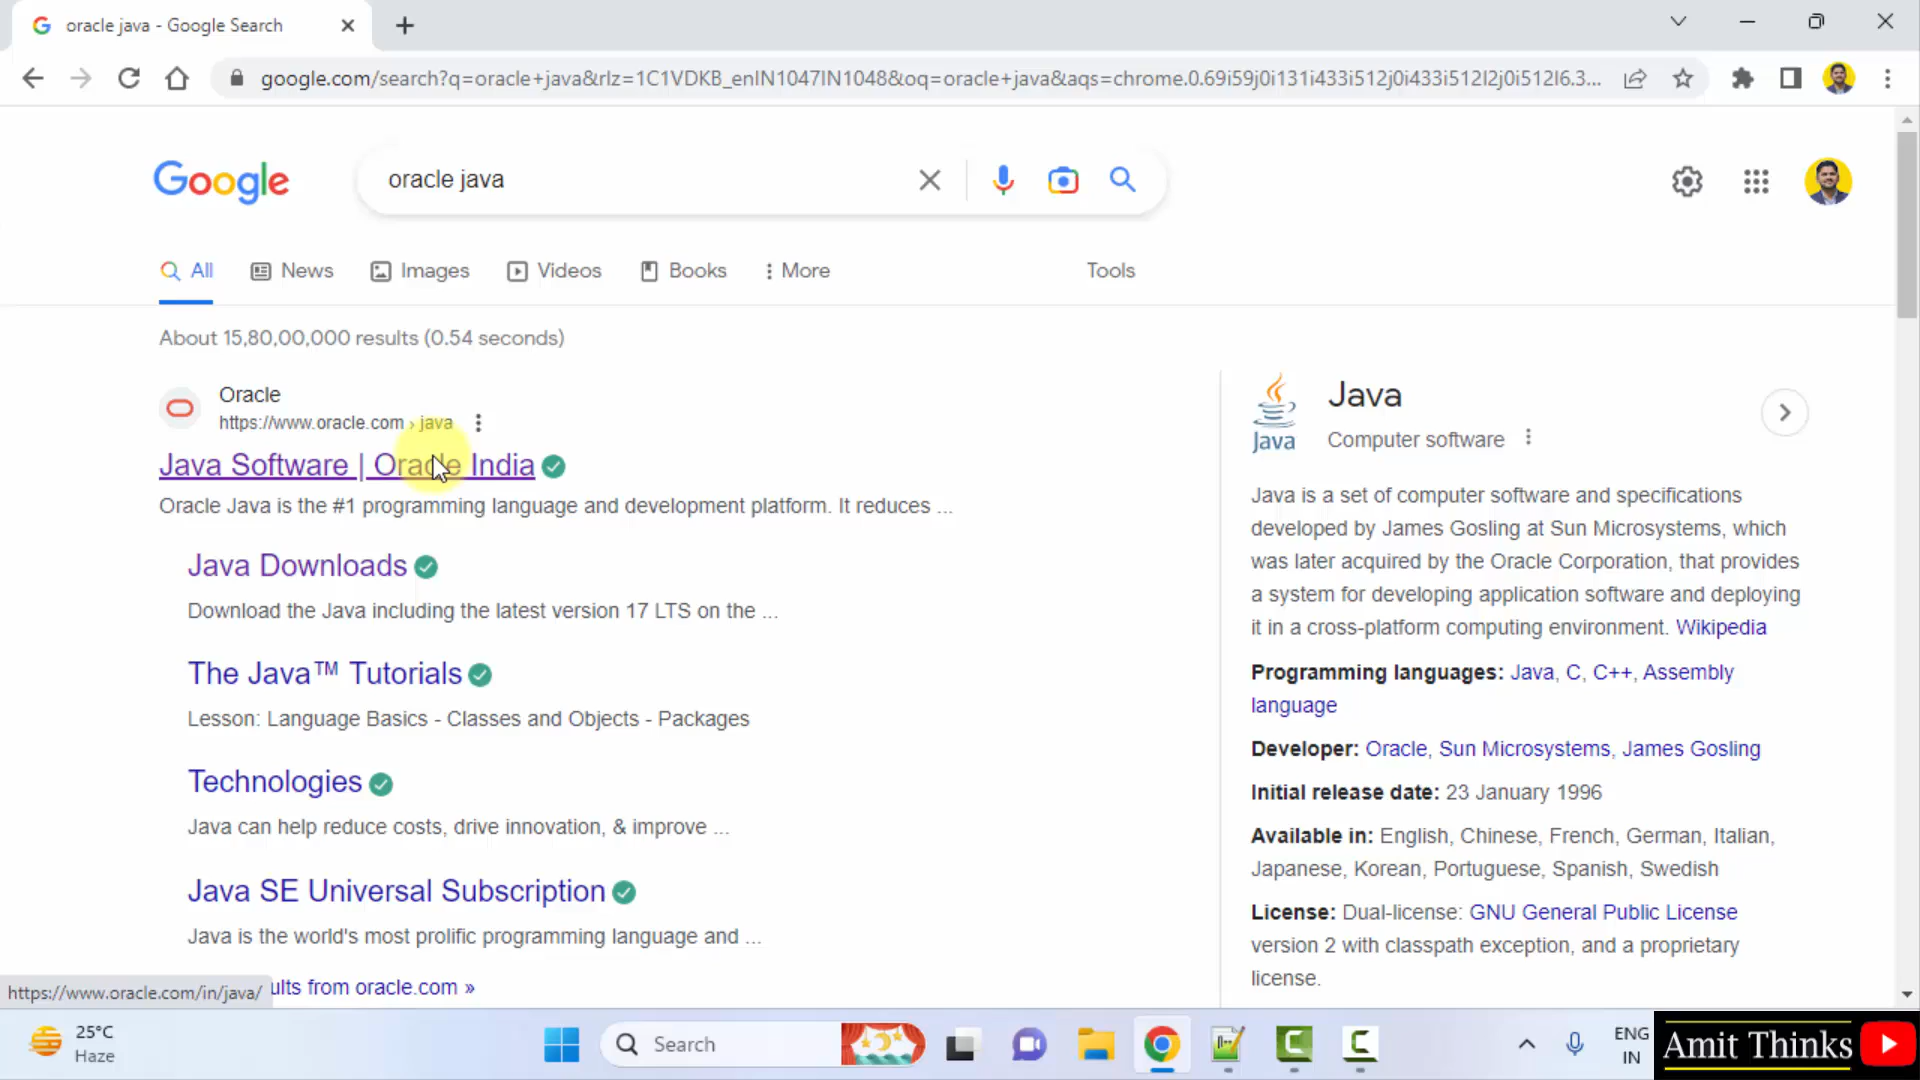 oracle java - Google Search
google.com/search?q=oracle+java&rlz=1C1VDKB_enIN1047IN1048&oq=oracle+java&aqs=chrome.0.69i59j0i131i433i512j0i433i512l2j0i512l6.3...
Google
oracle java
All
News
Images
Videos
Books
More
Tools
About 15,80,00,000 results (0.54 seconds)
Oracle
https://www.oracle.com › java
Java Software | Oracle India
Oracle Java is the #1 programming language and development platform. It reduces ...
Java Downloads
Download the Java including the latest version 17 LTS on the ...
The Java™ Tutorials
Lesson: Language Basics - Classes and Objects - Packages
Technologies
Java can help reduce costs, drive innovation, & improve ...
Java SE Universal Subscription
Java is the world's most prolific programming language and ...
ults from oracle.com »
https://www.oracle.com/in/java/
Java
Java
Computer software
Java is a set of computer software and specifications
developed by James Gosling at Sun Microsystems, which
was later acquired by the Oracle Corporation, that provides
a system for developing application software and deploying
it in a cross-platform computing environment. Wikipedia
Programming languages: Java, C, C++, Assembly
language
Developer: Oracle, Sun Microsystems, James Gosling
Initial release date: 23 January 1996
Available in: English, Chinese, French, German, Italian,
Japanese, Korean, Portuguese, Spanish, Swedish
License: Dual-license: GNU General Public License
version 2 with classpath exception, and a proprietary
license.
25°C
Haze
Search
ENG
IN
Amit Thinks